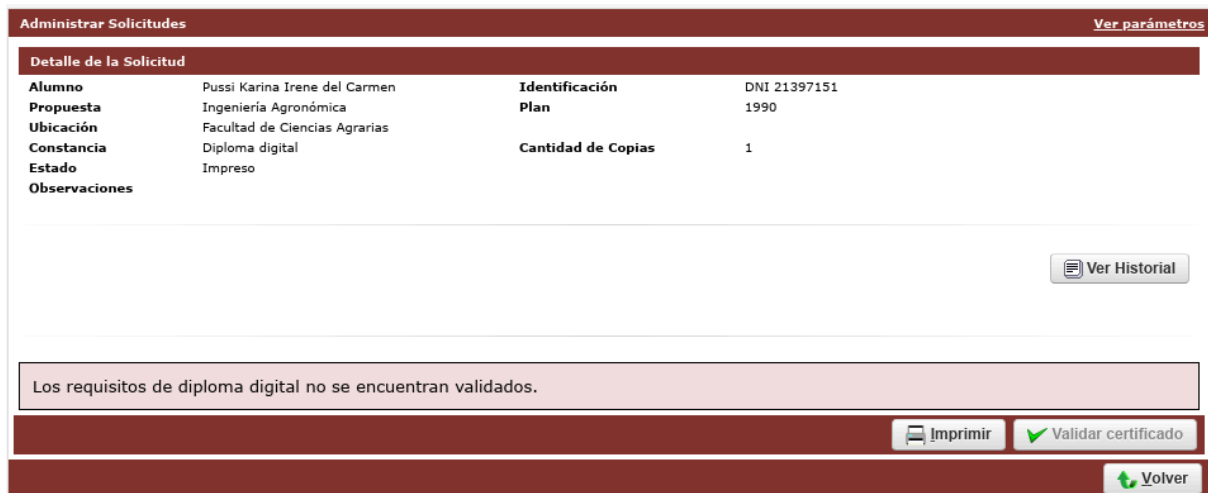 Administrar Solicitudes Ver parámetros
Detalle de la Solicitud
Alumno Pussi Karina Irene del Carmen Identificación DNI 21397151
Propuesta Ingeniería Agronómica Plan 1990
Ubicación Facultad de Ciencias Agrarias
Constancia Diploma digital Cantidad de Copias 1
Estado Impreso
Observaciones
Ver Historial
Los requisitos de diploma digital no se encuentran validados.
Imprimir Validar certificado
Volver